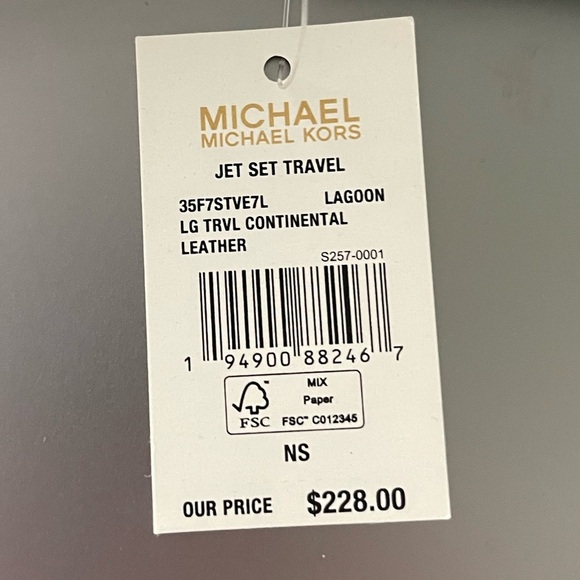 MICHAEL
MICHAEL KORS
JET SET TRAVEL
35F7STVE7L LAGOON
LG TRVL CONTINENTAL
LEATHER
S257-0001
1 94900 88246 7
MIX
Paper
FSC™ FSC™ C012345
NS
OUR PRICE $228.00